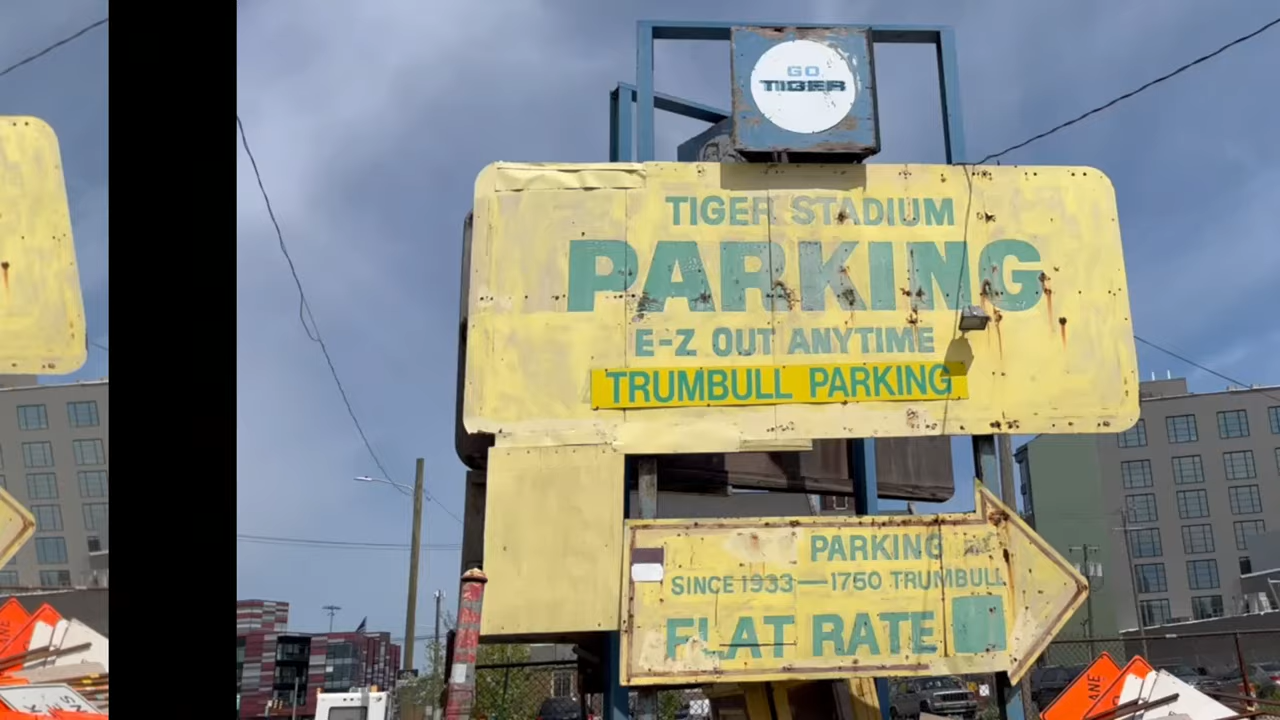 GO
TIGER
TIGER STADIUM
PARKING
E-Z OUT ANYTIME
TRUMBULL PARKING
PARKING
SINCE 1933—1750 TRUMBULL
FLAT RATE